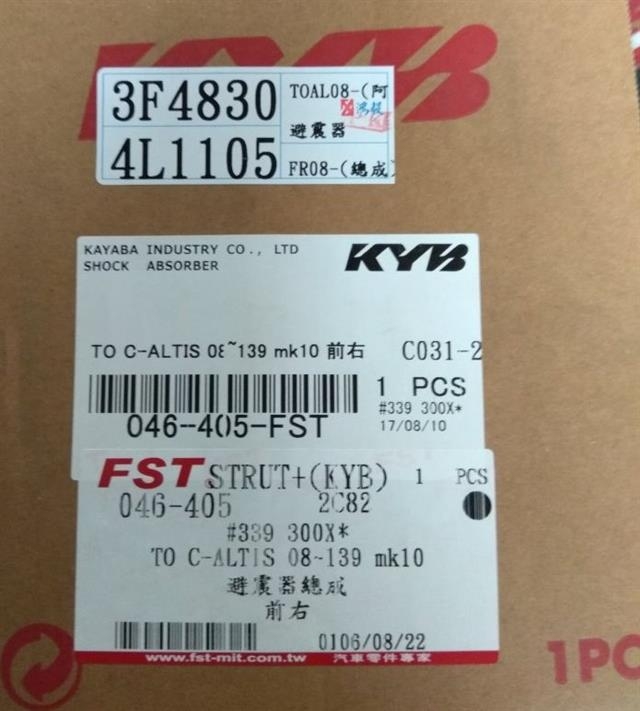 KYB
3F4830 TOAL08-(阿
避震器
4L1105 FR08-(總成)
KAYABA INDUSTRY CO., LTD KYB
SHOCK ABSORBER
TO C-ALTIS 08~139 mk10 前右 C031-2
1 PCS
#339 300X*
046-405-FST 17/08/10
FST STRUT+(KYB) 1 PCS
046-405 2C82
#339 300X*
TO C-ALTIS 08~139 mk10
避震器總成
前右
0106/08/22
www.fst-mit.com.tw 汽車零件專家
1PC